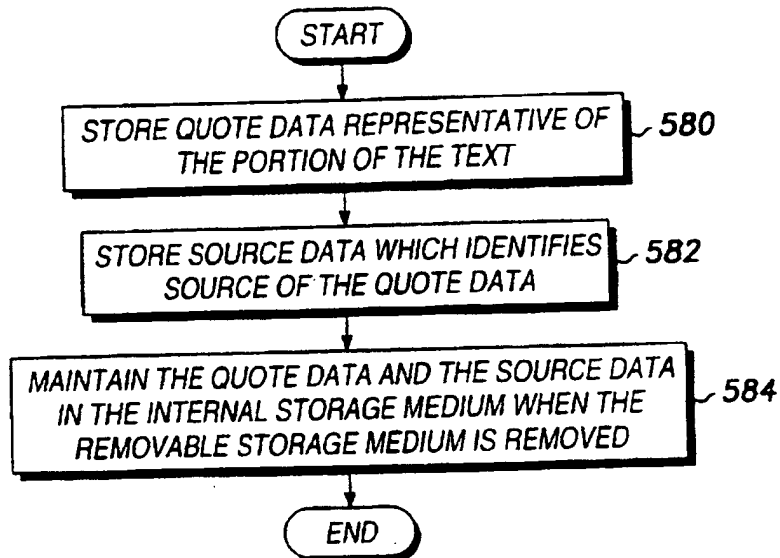 START
STORE QUOTE DATA REPRESENTATIVE OF
THE PORTION OF THE TEXT
580
STORE SOURCE DATA WHICH IDENTIFIES
SOURCE OF THE QUOTE DATA
582
MAINTAIN THE QUOTE DATA AND THE SOURCE DATA
IN THE INTERNAL STORAGE MEDIUM WHEN THE
REMOVABLE STORAGE MEDIUM IS REMOVED
584
END